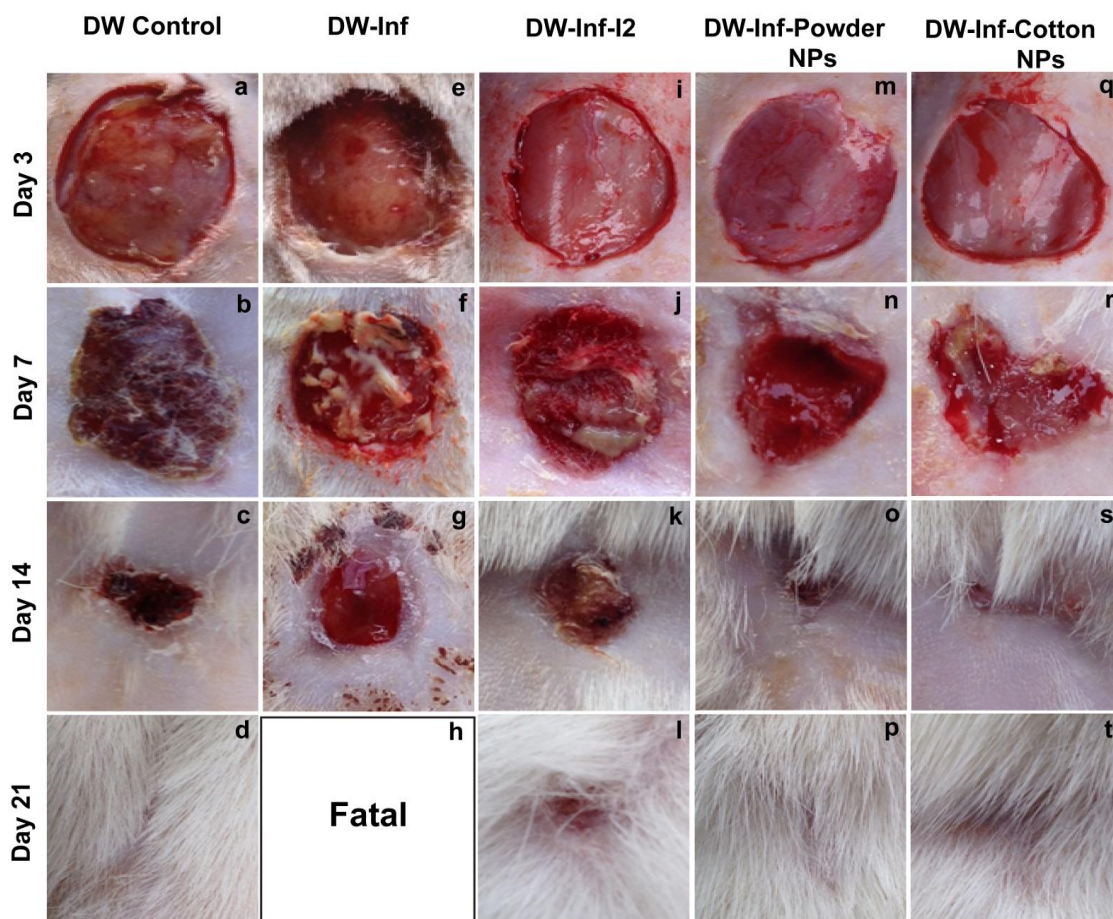 DW Control
DW-Inf
DW-Inf-I2
DW-Inf-Powder
NPs
DW-Inf-Cotton
NPs
Day 3
a
e
i
m
q
Day 7
b
f
j
n
r
Day 14
c
g
k
o
s
Day 21
d
h
Fatal
l
p
t